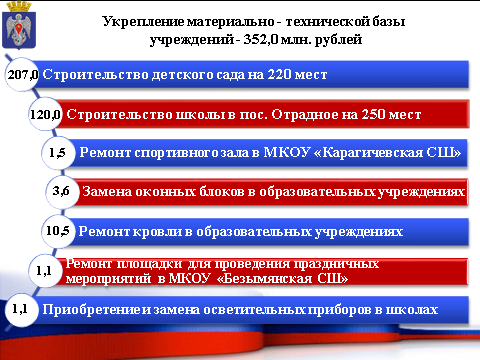 Укрепление материально - технической базы
учреждений - 352,0 млн. рублей
207,0 Строительство детского сада на 220 мест
120,0 Строительство школы в пос. Отрадное на 250 мест
1,5 Ремонт спортивного зала в МКОУ «Карагичевская СШ»
3,6 Замена оконных блоков в образовательных учреждениях
10,5 Ремонт кровли в образовательных учреждениях
1,1 Ремонт площадки для проведения праздничных
мероприятий в МКОУ «Безымянская СШ»
1,1 Приобретение и замена осветительных приборов в школах